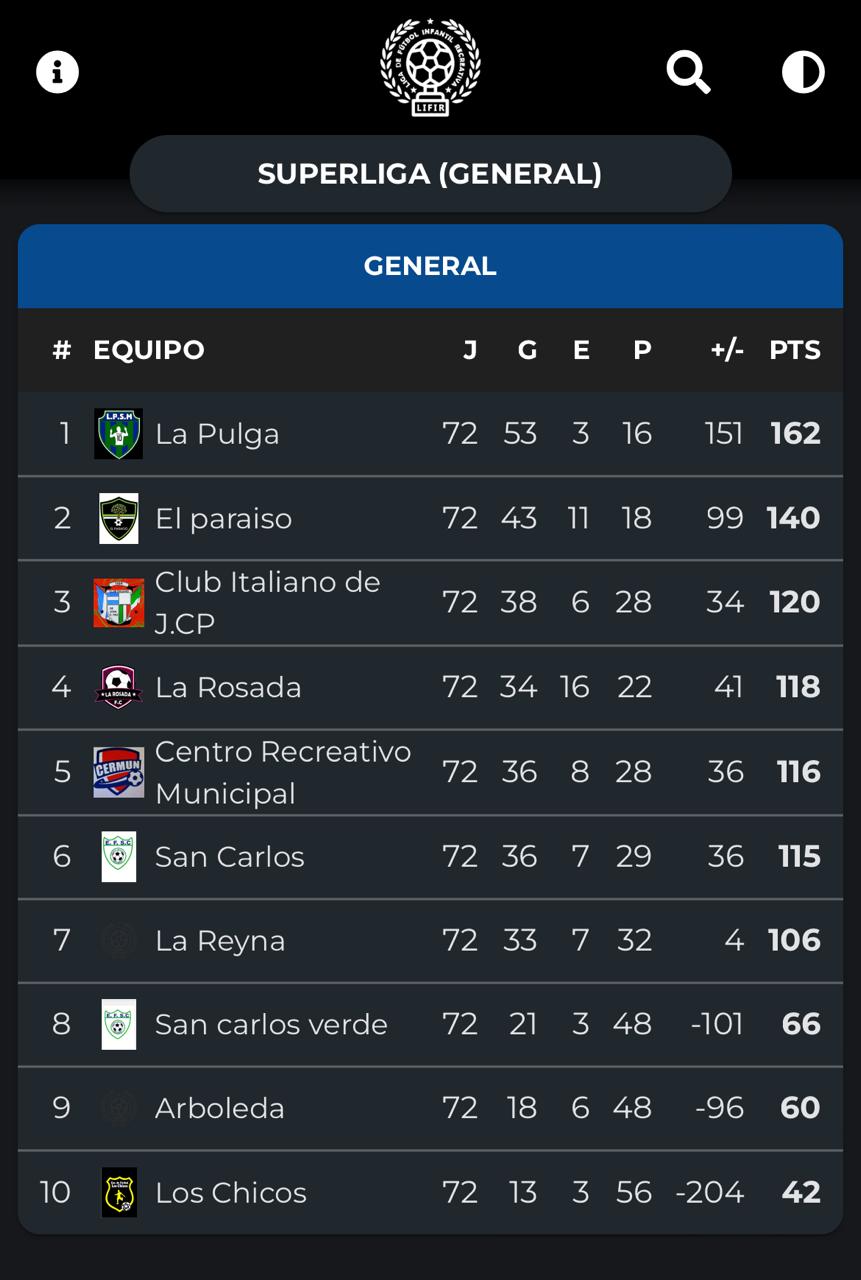 LIGA DE FÚTBOL INFANTIL RECREATIVA
LIFIR
SUPERLIGA (GENERAL)
GENERAL
# EQUIPO J G E P +/- PTS
L.P.S.M
1 La Pulga 72 53 3 16 151 162
2 El paraiso 72 43 11 18 99 140
3 Club Italiano de
J.CP 72 38 6 28 34 120
LA ROSADA
F.C
4 La Rosada 72 34 16 22 41 118
CERMUN
5 Centro Recreativo
Municipal 72 36 8 28 36 116
E. F. S.C
6 San Carlos 72 36 7 29 36 115
7 La Reyna 72 33 7 32 4 106
E. F. S.C
8 San carlos verde 72 21 3 48 -101 66
9 Arboleda 72 18 6 48 -96 60
Los Chicos
10 Los Chicos 72 13 3 56 -204 42